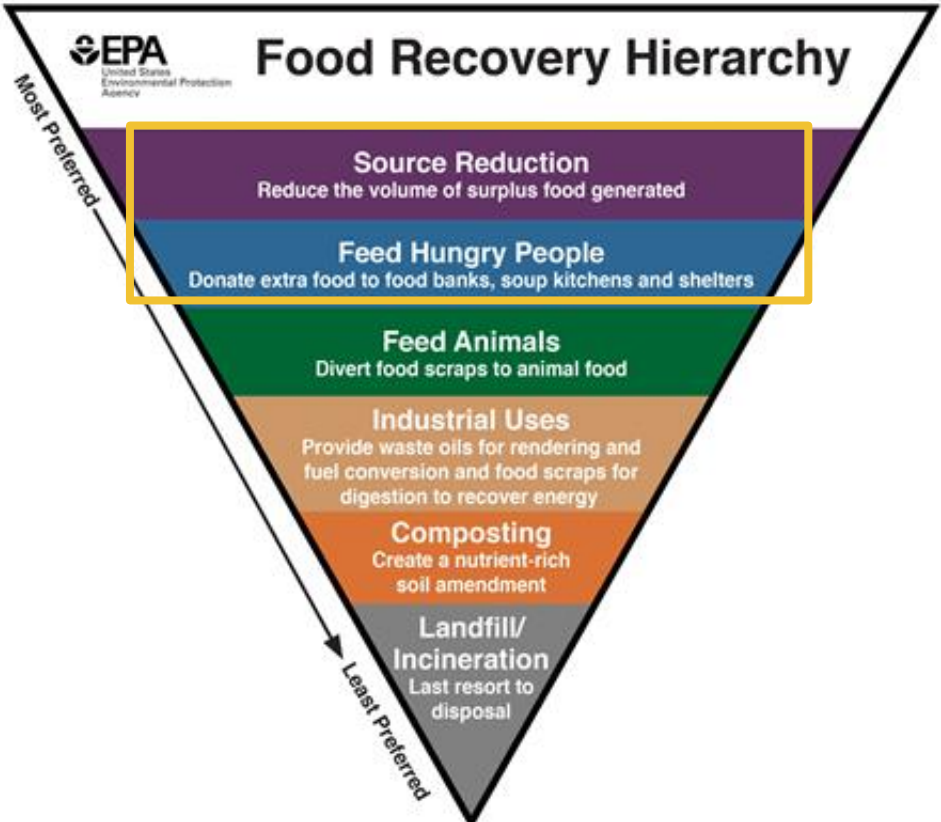 EPA
United States
Environmental Protection
Agency
Food Recovery Hierarchy
Most Preferred
Source Reduction
Reduce the volume of surplus food generated
Feed Hungry People
Donate extra food to food banks, soup kitchens and shelters
Feed Animals
Divert food scraps to animal food
Industrial Uses
Provide waste oils for rendering and
fuel conversion and food scraps for
digestion to recover energy
Composting
Create a nutrient-rich
soil amendment
Landfill/
Incineration
Last resort to
disposal
Least Preferred